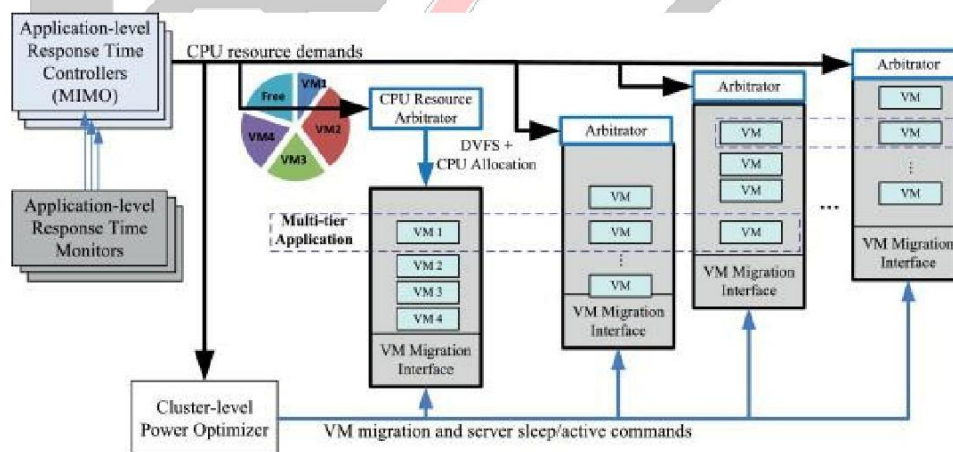 Application-level
Response Time
Controllers
(MIMO)
CPU resource demands
Free
VM1
VM2
VM3
VM4
CPU Resource
Arbitrator
DVFS +
CPU Allocation
Arbitrator
Arbitrator
Arbitrator
Application-level
Response Time
Monitors
Multi-tier
Application
VM 1
VM 2
VM 3
VM 4
VM Migration
Interface
VM
VM
⋮
VM
VM Migration
Interface
VM
VM
VM
VM
VM Migration
Interface
...
VM
VM
⋮
VM
VM Migration
Interface
Cluster-level
Power Optimizer
VM migration and server sleep/active commands